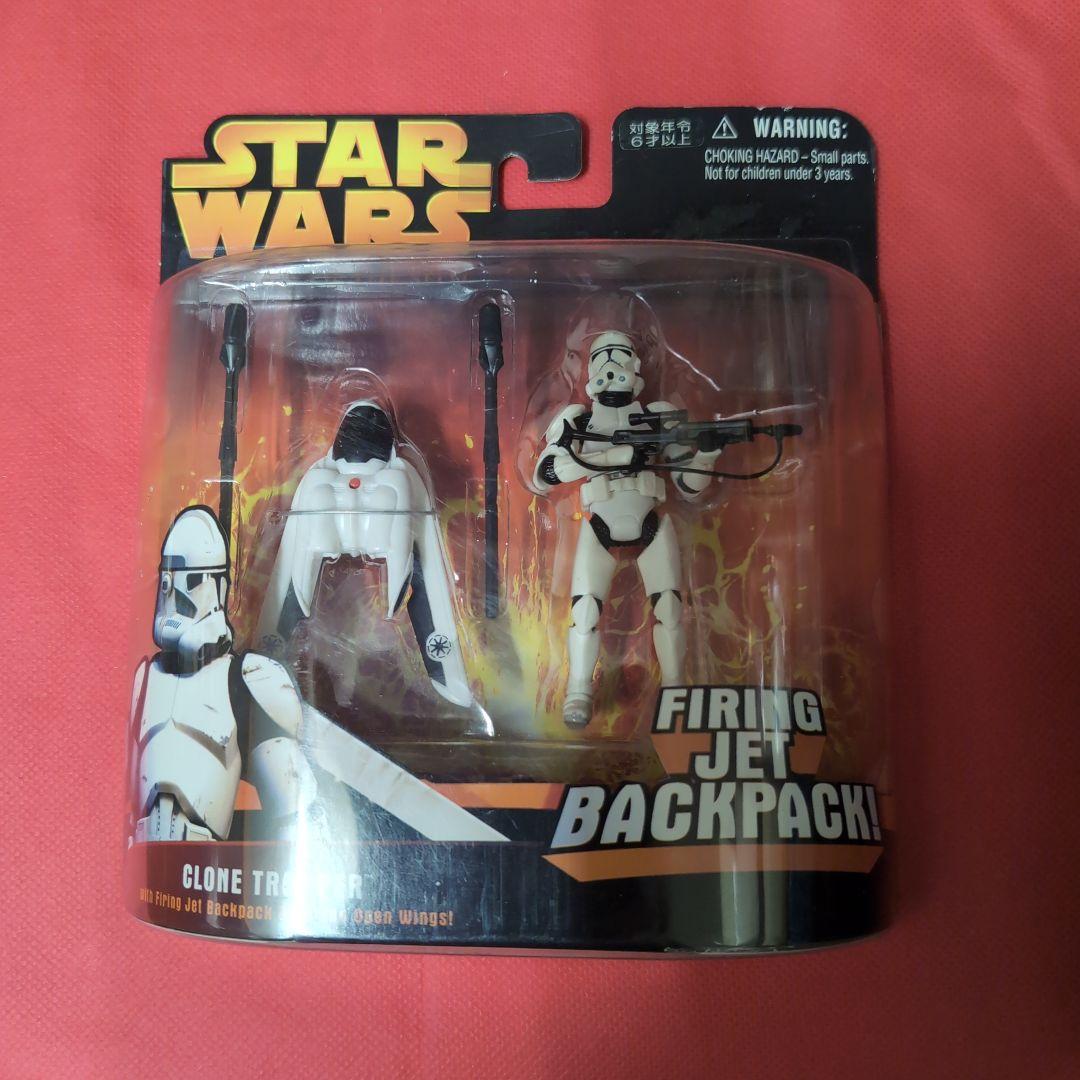 STAR
WARS
対象年令
6才以上
WARNING:
CHOKING HAZARD – Small parts.
Not for children under 3 years.
FIRING
JET
BACKPACK!
CLONE
with Firing Jet Backpack Open Wings!